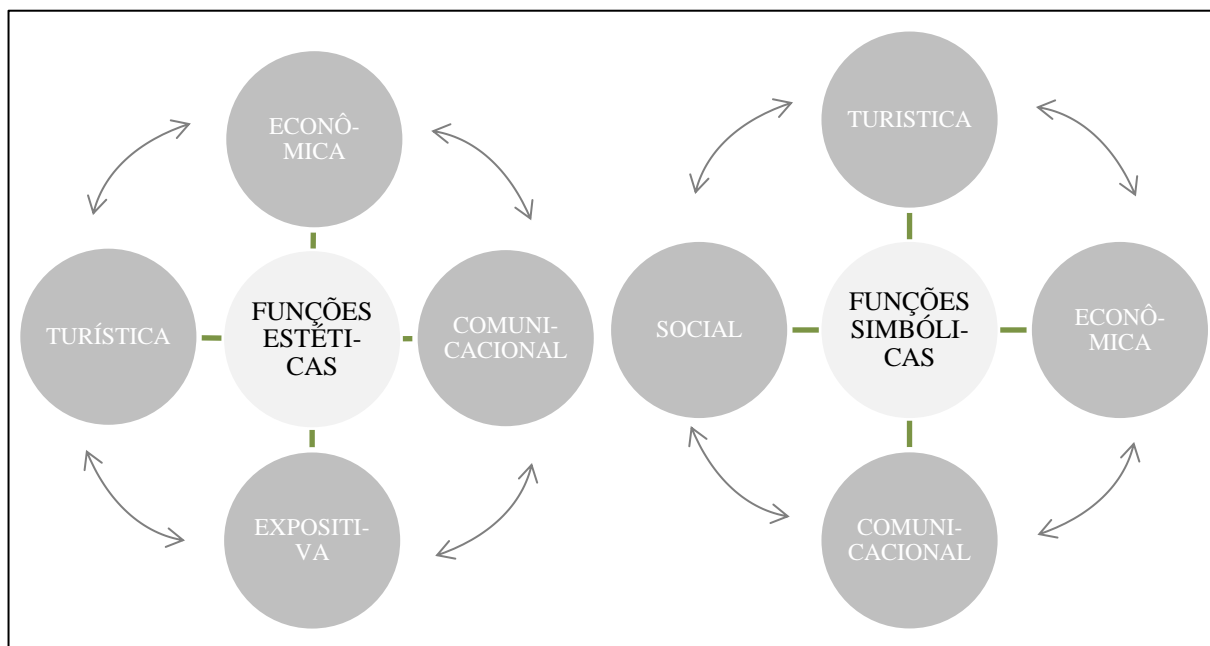 ECONÔ-
MICA
TURÍSTICA
FUNÇÕES
ESTÉTI-
CAS
COMUNI-
CACIONAL
EXPOSITI-
VA
TURISTICA
SOCIAL
FUNÇÕES
SIMBÓLI-
CAS
ECONÔ-
MICA
COMUNI-
CACIONAL